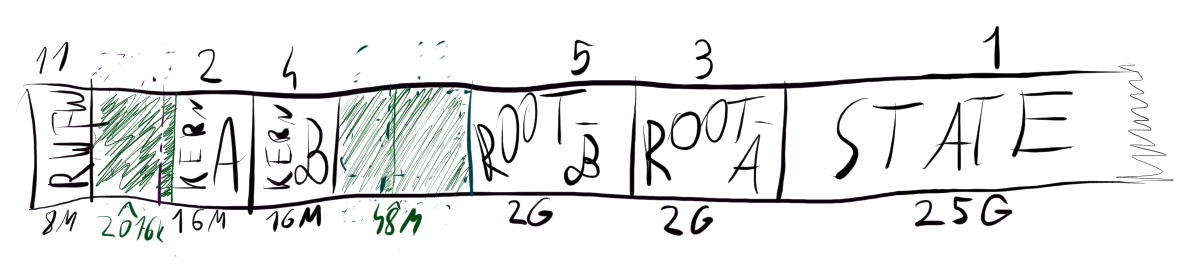 11 2 4 5 3 1
RWFW KERN A KERN B ROOT-B ROOT-A STATE
8M 2016k 16M 16M 48M 2G 2G 25G